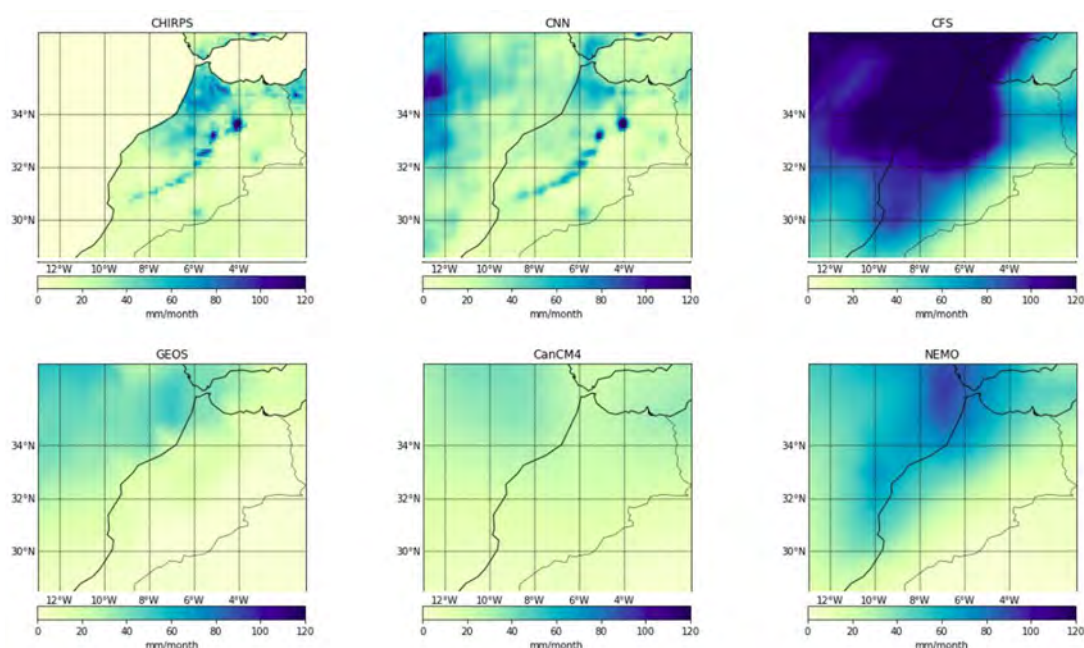 CHIRPS CNN CFS
34°N 34°N 34°N
32°N 32°N 32°N
30°N 30°N 30°N
12°W 10°W 8°W 6°W 4°W 12°W 10°W 8°W 6°W 4°W 12°W 10°W 8°W 6°W 4°W
0 20 40 60 80 100 120 0 20 40 60 80 100 120 0 20 40 60 80 100 120
mm/month mm/month mm/month
GEOS CanCM4 NEMO
34°N 34°N 34°N
32°N 32°N 32°N
30°N 30°N 30°N
12°W 10°W 8°W 6°W 4°W 12°W 10°W 8°W 6°W 4°W 12°W 10°W 8°W 6°W 4°W
0 20 40 60 80 100 120 0 20 40 60 80 100 120 0 20 40 60 80 100 120
mm/month mm/month mm/month